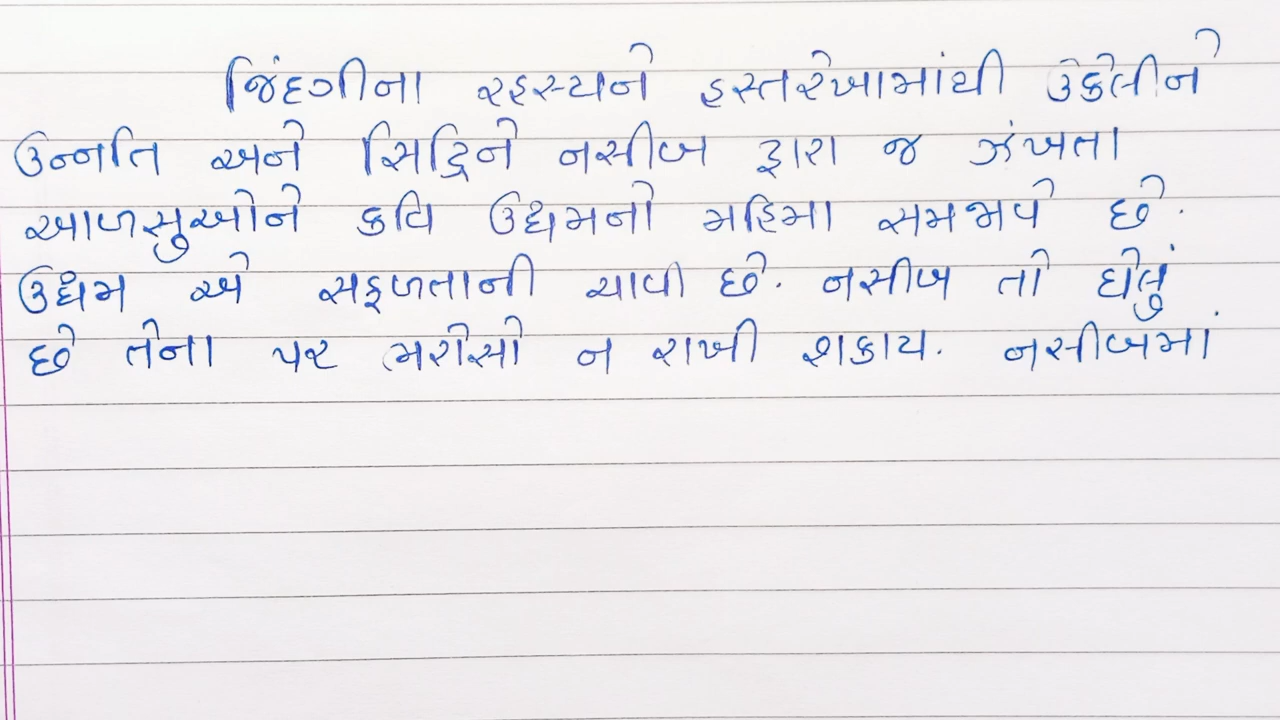 જિંદગીના રહસ્યને હસ્તરેખામાંથી ઉકેલીને
ઉન્નતિ અને સિદ્ધિને નસીબ દ્વારા જ ઝંખતા
આળસુઓને કવિ ઉદ્યમનો મહિમા સમજાવે છે.
ઉદ્યમ એ સફળતાની ચાવી છે. નસીબ તો ઘેલું
છે તેના પર ભરોસો ન રાખી શકાય. નસીબમાં